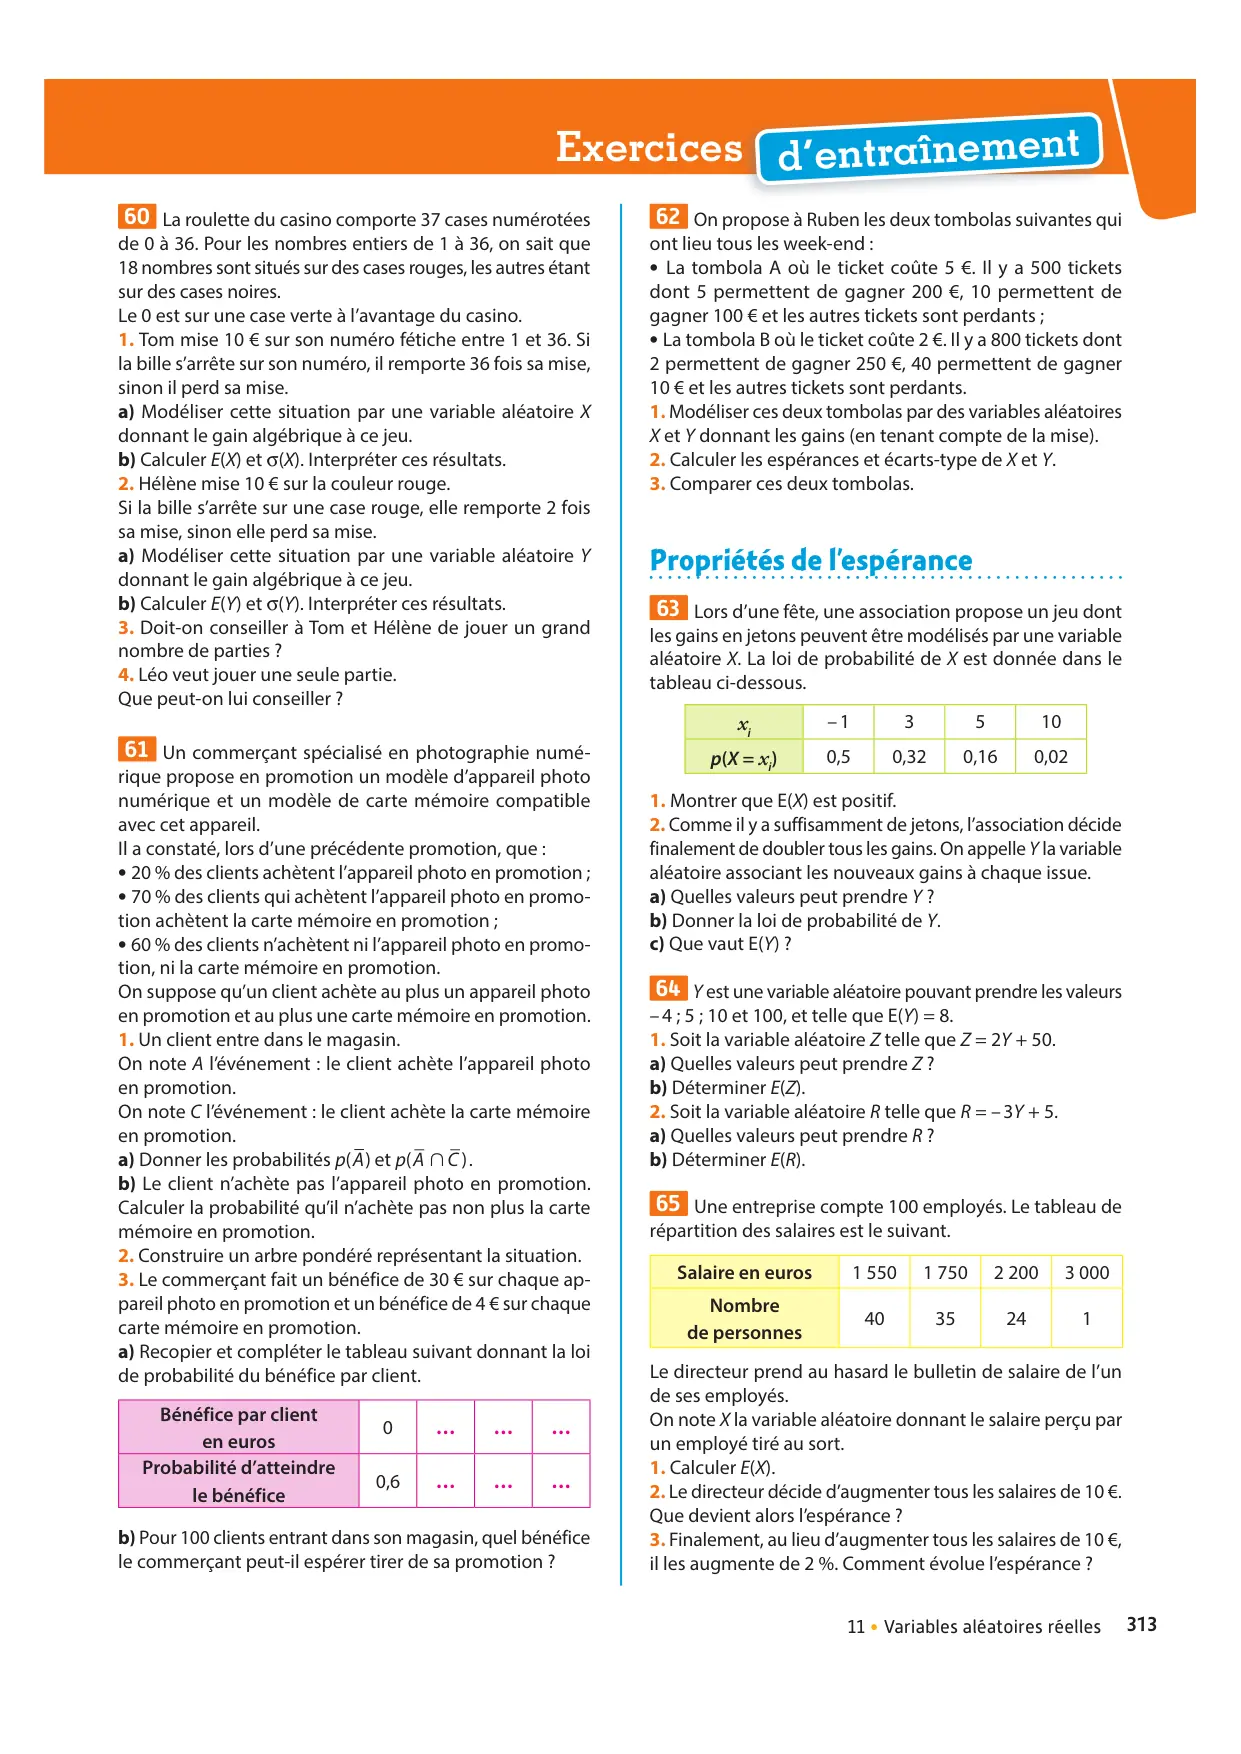 Exercices d'entraînement
60 La roulette du casino comporte 37 cases numérotées
de 0 à 36. Pour les nombres entiers de 1 à 36, on sait que
18 nombres sont situés sur des cases rouges, les autres étant
sur des cases noires.
Le 0 est sur une case verte à l'avantage du casino.
1. Tom mise 10 € sur son numéro fétiche entre 1 et 36. Si
la bille s'arrête sur son numéro, il remporte 36 fois sa mise,
sinon il perd sa mise.
a) Modéliser cette situation par une variable aléatoire X
donnant le gain algébrique à ce jeu.
b) Calculer E(X) et σ(X). Interpréter ces résultats.
2. Hélène mise 10 € sur la couleur rouge.
Si la bille s'arrête sur une case rouge, elle remporte 2 fois
sa mise, sinon elle perd sa mise.
a) Modéliser cette situation par une variable aléatoire Y
donnant le gain algébrique à ce jeu.
b) Calculer E(Y) et σ(Y). Interpréter ces résultats.
3. Doit-on conseiller à Tom et Hélène de jouer un grand
nombre de parties ?
4. Léo veut jouer une seule partie.
Que peut-on lui conseiller ?
61 Un commerçant spécialisé en photographie numé-
rique propose en promotion un modèle d'appareil photo
numérique et un modèle de carte mémoire compatible
avec cet appareil.
Il a constaté, lors d'une précédente promotion, que :
• 20 % des clients achètent l'appareil photo en promotion ;
• 70 % des clients qui achètent l'appareil photo en promo-
tion achètent la carte mémoire en promotion ;
• 60 % des clients n'achètent ni l'appareil photo en promo-
tion, ni la carte mémoire en promotion.
On suppose qu'un client achète au plus un appareil photo
en promotion et au plus une carte mémoire en promotion.
1. Un client entre dans le magasin.
On note A l'événement : le client achète l'appareil photo
en promotion.
On note C l'événement : le client achète la carte mémoire
en promotion.
a) Donner les probabilités p(A̅) et p(A̅ ∩ C̅).
b) Le client n'achète pas l'appareil photo en promotion.
Calculer la probabilité qu'il n'achète pas non plus la carte
mémoire en promotion.
2. Construire un arbre pondéré représentant la situation.
3. Le commerçant fait un bénéfice de 30 € sur chaque ap-
pareil photo en promotion et un bénéfice de 4 € sur chaque
carte mémoire en promotion.
a) Recopier et compléter le tableau suivant donnant la loi
de probabilité du bénéfice par client.
Bénéfice par client
en euros 0 ... ... ...
Probabilité d'atteindre
le bénéfice 0,6 ... ... ...
b) Pour 100 clients entrant dans son magasin, quel bénéfice
le commerçant peut-il espérer tirer de sa promotion ?
62 On propose à Ruben les deux tombolas suivantes qui
ont lieu tous les week-end :
• La tombola A où le ticket coûte 5 €. Il y a 500 tickets
dont 5 permettent de gagner 200 €, 10 permettent de
gagner 100 € et les autres tickets sont perdants ;
• La tombola B où le ticket coûte 2 €. Il y a 800 tickets dont
2 permettent de gagner 250 €, 40 permettent de gagner
10 € et les autres tickets sont perdants.
1. Modéliser ces deux tombolas par des variables aléatoires
X et Y donnant les gains (en tenant compte de la mise).
2. Calculer les espérances et écarts-type de X et Y.
3. Comparer ces deux tombolas.
Propriétés de l'espérance
63 Lors d'une fête, une association propose un jeu dont
les gains en jetons peuvent être modélisés par une variable
aléatoire X. La loi de probabilité de X est donnée dans le
tableau ci-dessous.
xᵢ – 1 3 5 10
p(X = xᵢ) 0,5 0,32 0,16 0,02
1. Montrer que E(X) est positif.
2. Comme il y a suffisamment de jetons, l'association décide
finalement de doubler tous les gains. On appelle Y la variable
aléatoire associant les nouveaux gains à chaque issue.
a) Quelles valeurs peut prendre Y ?
b) Donner la loi de probabilité de Y.
c) Que vaut E(Y) ?
64 Y est une variable aléatoire pouvant prendre les valeurs
– 4 ; 5 ; 10 et 100, et telle que E(Y) = 8.
1. Soit la variable aléatoire Z telle que Z = 2Y + 50.
a) Quelles valeurs peut prendre Z ?
b) Déterminer E(Z).
2. Soit la variable aléatoire R telle que R = – 3Y + 5.
a) Quelles valeurs peut prendre R ?
b) Déterminer E(R).
65 Une entreprise compte 100 employés. Le tableau de
répartition des salaires est le suivant.
Salaire en euros 1 550 1 750 2 200 3 000
Nombre
de personnes 40 35 24 1
Le directeur prend au hasard le bulletin de salaire de l'un
de ses employés.
On note X la variable aléatoire donnant le salaire perçu par
un employé tiré au sort.
1. Calculer E(X).
2. Le directeur décide d'augmenter tous les salaires de 10 €.
Que devient alors l'espérance ?
3. Finalement, au lieu d'augmenter tous les salaires de 10 €,
il les augmente de 2 %. Comment évolue l'espérance ?
11 • Variables aléatoires réelles 313